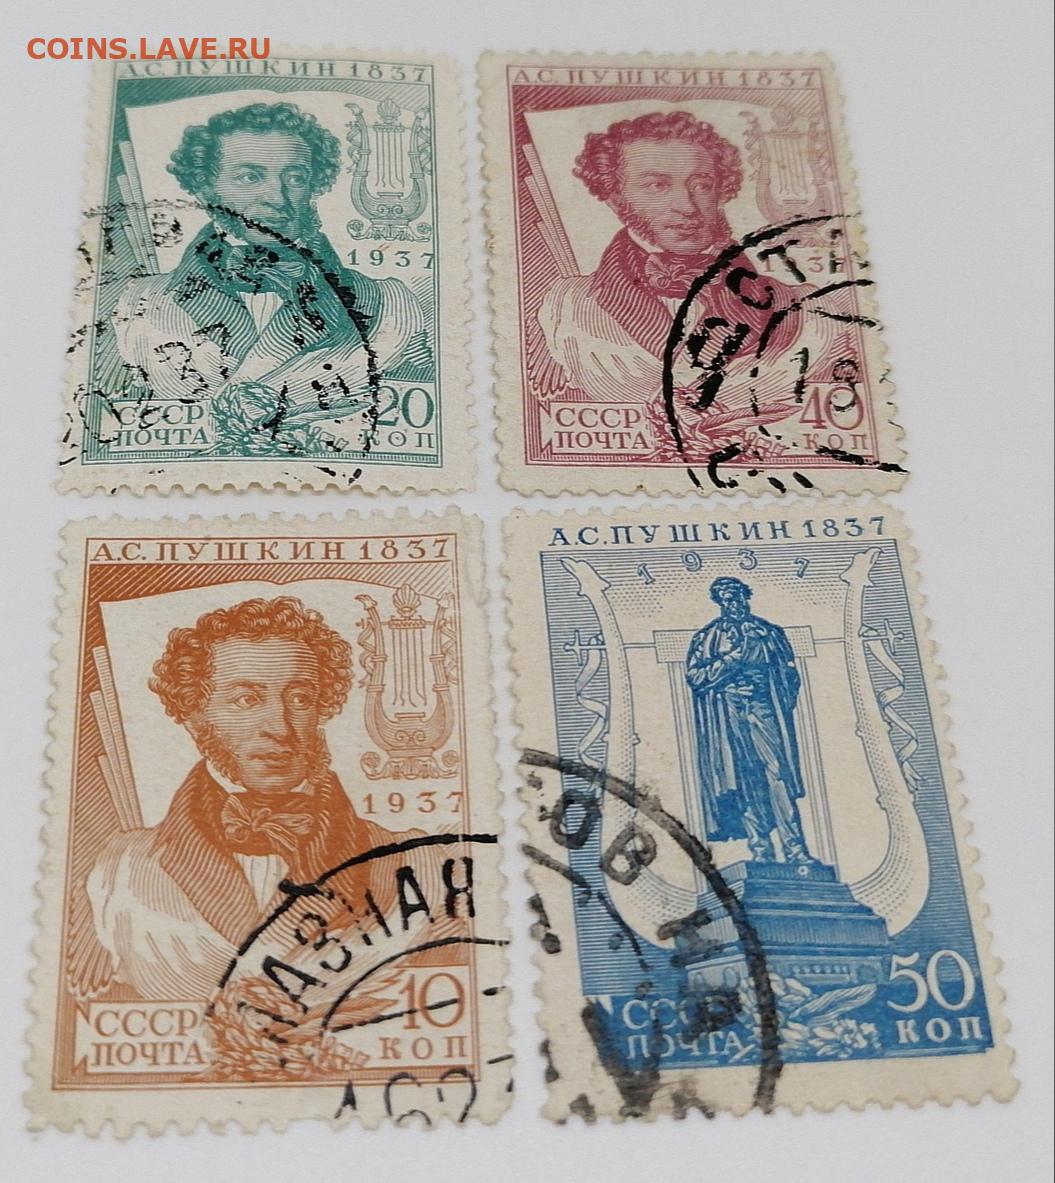 COINS.LAVE.RU
А.С. ПУШКИН 1837
1937
20
СССР
ПОЧТА
КОП
А.С. ПУШКИН 1837
1937
40
СССР
ПОЧТА
КОП
А.С. ПУШКИН 1837
1937
10
СССР
ПОЧТА
КОП
А.С. ПУШКИН 1837
1937
50
СССР
ПОЧТА
КОП